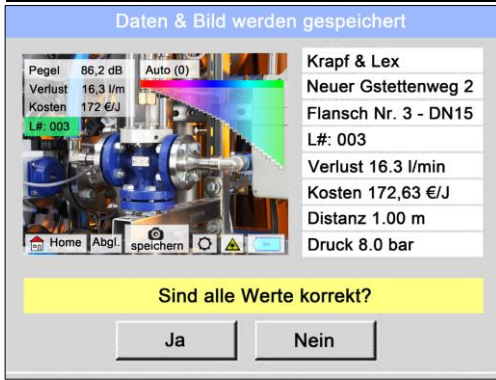 Daten & Bild werden gespeichert
Pegel 86,2 dB
Auto (0)
Verlust 16,3 l/m
Kosten 172 €/J
L#: 003
Home
Abgl.
speichern
Krapf & Lex
Neuer Gstettenweg 2
Flansch Nr. 3 - DN15
L#: 003
Verlust 16.3 l/min
Kosten 172,63 €/J
Distanz 1.00 m
Druck 8.0 bar
Sind alle Werte korrekt?
Ja
Nein